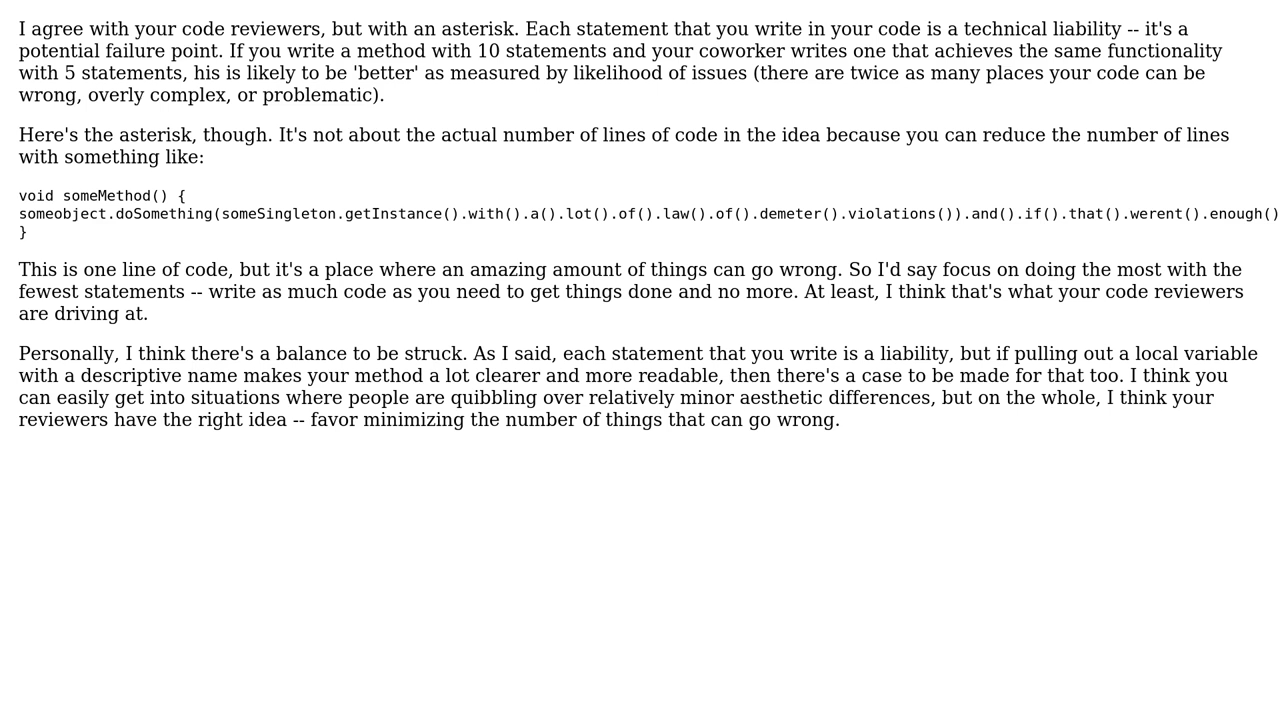 I agree with your code reviewers, but with an asterisk. Each statement that you write in your code is a technical liability -- it's a
potential failure point. If you write a method with 10 statements and your coworker writes one that achieves the same functionality
with 5 statements, his is likely to be 'better' as measured by likelihood of issues (there are twice as many places your code can be
wrong, overly complex, or problematic).
Here's the asterisk, though. It's not about the actual number of lines of code in the idea because you can reduce the number of lines
with something like:
void someMethod() {
someobject.doSomething(someSingleton.getInstance().with().a().lot().of().law().of().demeter().violations()).and().if().that().werent().enough()
}
This is one line of code, but it's a place where an amazing amount of things can go wrong. So I'd say focus on doing the most with the
fewest statements -- write as much code as you need to get things done and no more. At least, I think that's what your code reviewers
are driving at.
Personally, I think there's a balance to be struck. As I said, each statement that you write is a liability, but if pulling out a local variable
with a descriptive name makes your method a lot clearer and more readable, then there's a case to be made for that too. I think you
can easily get into situations where people are quibbling over relatively minor aesthetic differences, but on the whole, I think your
reviewers have the right idea -- favor minimizing the number of things that can go wrong.